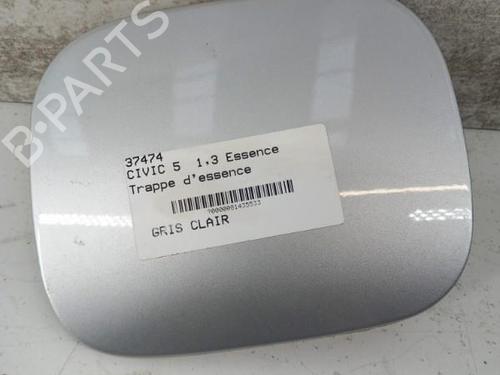 B-PARTS
37474
CIVIC 5 1.3 Essence
Trappe d'essence
GRIS CLAIR